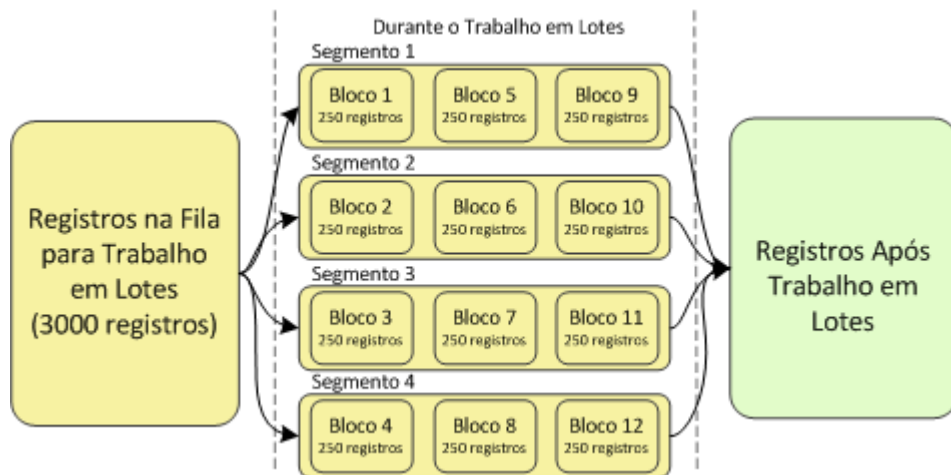 Durante o Trabalho em Lotes
Registros na Fila
para Trabalho
em Lotes
(3000 registros)
Segmento 1
Bloco 1
250 registros
Bloco 5
250 registros
Bloco 9
250 registros
Segmento 2
Bloco 2
250 registros
Bloco 6
250 registros
Bloco 10
250 registros
Segmento 3
Bloco 3
250 registros
Bloco 7
250 registros
Bloco 11
250 registros
Segmento 4
Bloco 4
250 registros
Bloco 8
250 registros
Bloco 12
250 registros
Registros Após
Trabalho em
Lotes